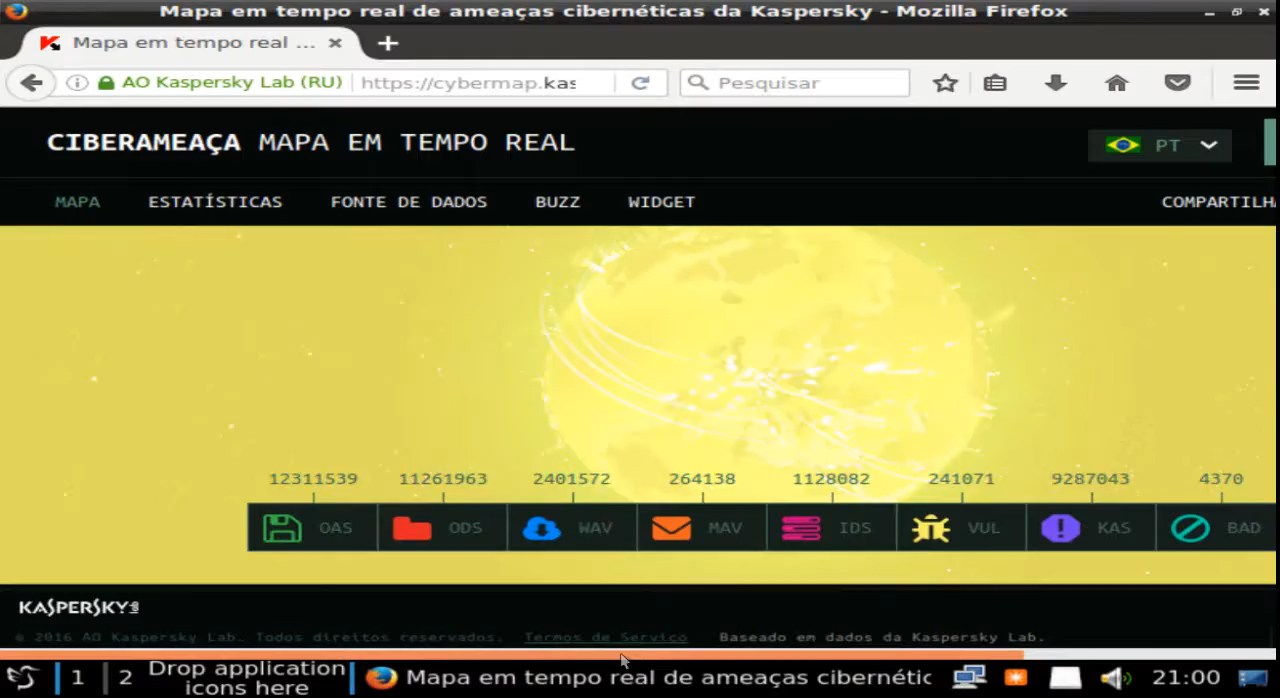 Mapa em tempo real de ameaças cibernéticas da Kaspersky - Mozilla Firefox
Mapa em tempo real ...
AO Kaspersky Lab (RU) https://cybermap.kas Pesquisar
CIBERAMEAÇA MAPA EM TEMPO REAL
PT
MAPA ESTATÍSTICAS FONTE DE DADOS BUZZ WIDGET COMPARTILHA
12311539 11261963 2401572 264138 1128082 241071 9287043 4370
OAS ODS WAV MAV IDS VUL KAS BAD
KASPERSKY
© 2016 AO Kaspersky Lab. Todos direitos reservados. Termos de Serviço Baseado em dados da Kaspersky Lab.
1 2 Drop application
icons here
Mapa em tempo real de ameaças cibernétic 21:00